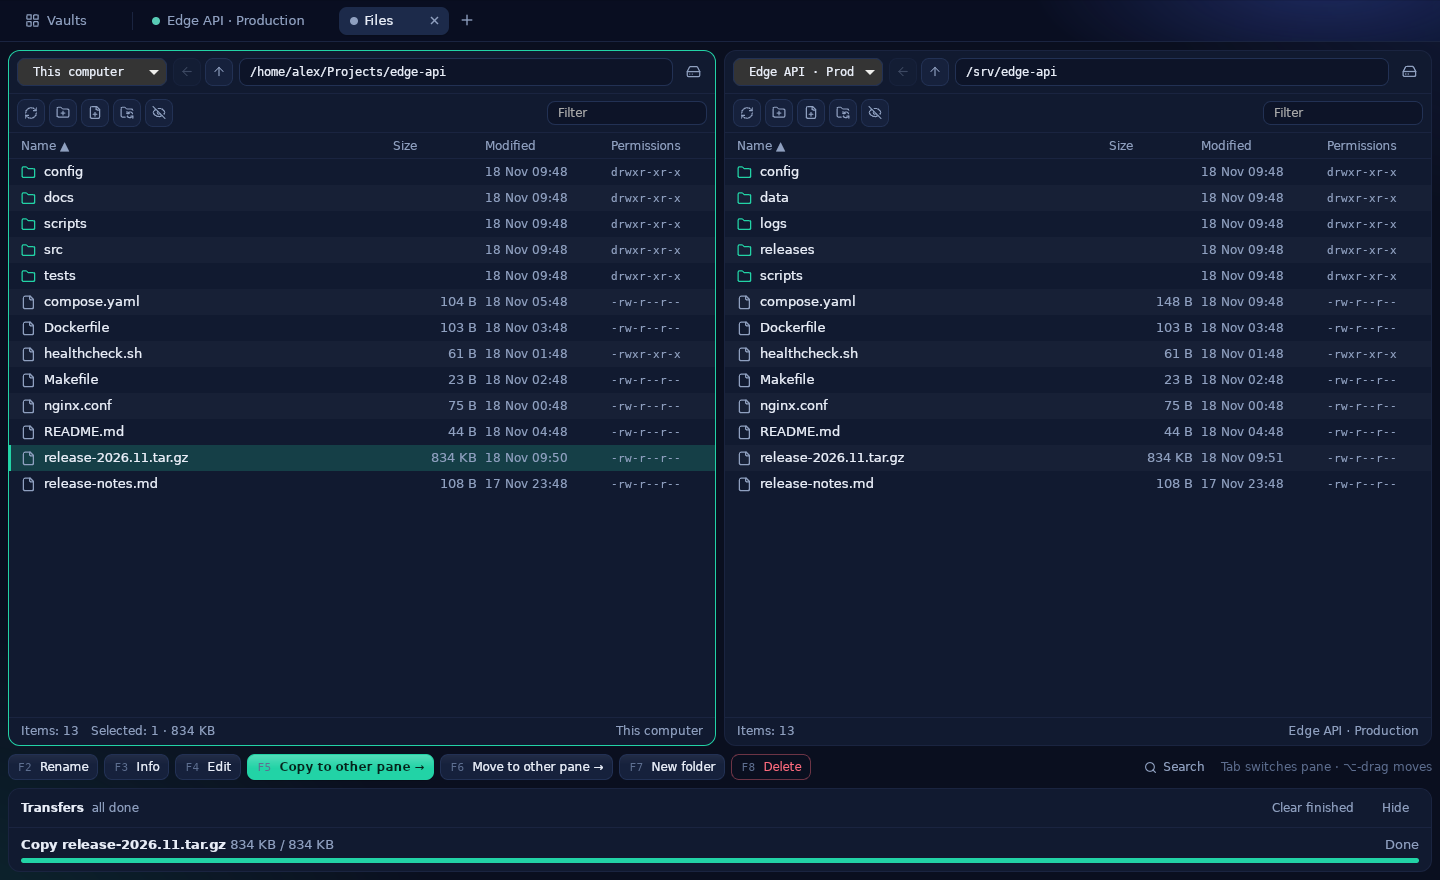 Vaults Edge API · Production Files
This computer /home/alex/Projects/edge-api
Filter
Name ▲ Size Modified Permissions
config 18 Nov 09:48 drwxr-xr-x
docs 18 Nov 09:48 drwxr-xr-x
scripts 18 Nov 09:48 drwxr-xr-x
src 18 Nov 09:48 drwxr-xr-x
tests 18 Nov 09:48 drwxr-xr-x
compose.yaml 104 B 18 Nov 05:48 -rw-r--r--
Dockerfile 103 B 18 Nov 03:48 -rw-r--r--
healthcheck.sh 61 B 18 Nov 01:48 -rwxr-xr-x
Makefile 23 B 18 Nov 02:48 -rw-r--r--
nginx.conf 75 B 18 Nov 00:48 -rw-r--r--
README.md 44 B 18 Nov 04:48 -rw-r--r--
release-2026.11.tar.gz 834 KB 18 Nov 09:50 -rw-r--r--
release-notes.md 108 B 17 Nov 23:48 -rw-r--r--
Items: 13 Selected: 1 · 834 KB This computer
Edge API · Prod /srv/edge-api
Filter
Name ▲ Size Modified Permissions
config 18 Nov 09:48 drwxr-xr-x
data 18 Nov 09:48 drwxr-xr-x
logs 18 Nov 09:48 drwxr-xr-x
releases 18 Nov 09:48 drwxr-xr-x
scripts 18 Nov 09:48 drwxr-xr-x
compose.yaml 148 B 18 Nov 09:48 -rw-r--r--
Dockerfile 103 B 18 Nov 03:48 -rw-r--r--
healthcheck.sh 61 B 18 Nov 01:48 -rwxr-xr-x
Makefile 23 B 18 Nov 02:48 -rw-r--r--
nginx.conf 75 B 18 Nov 00:48 -rw-r--r--
README.md 44 B 18 Nov 04:48 -rw-r--r--
release-2026.11.tar.gz 834 KB 18 Nov 09:51 -rw-r--r--
release-notes.md 108 B 17 Nov 23:48 -rw-r--r--
Items: 13 Edge API · Production
F2 Rename F3 Info F4 Edit F5 Copy to other pane → F6 Move to other pane → F7 New folder F8 Delete Search Tab switches pane · ⌥-drag moves
Transfers all done Clear finished Hide
Copy release-2026.11.tar.gz 834 KB / 834 KB Done